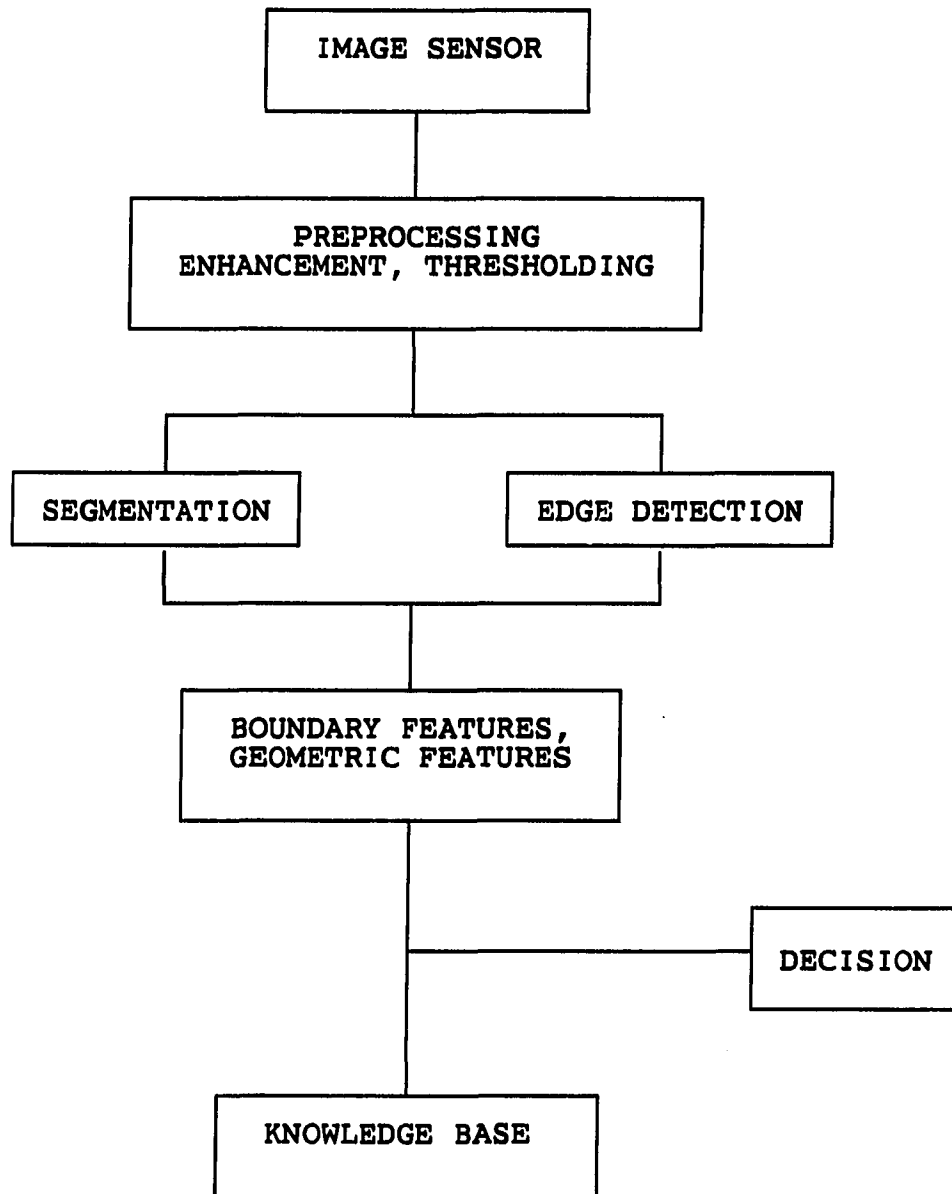 IMAGE SENSOR
PREPROCESSING
ENHANCEMENT, THRESHOLDING
SEGMENTATION
EDGE DETECTION
BOUNDARY FEATURES,
GEOMETRIC FEATURES
DECISION
KNOWLEDGE BASE